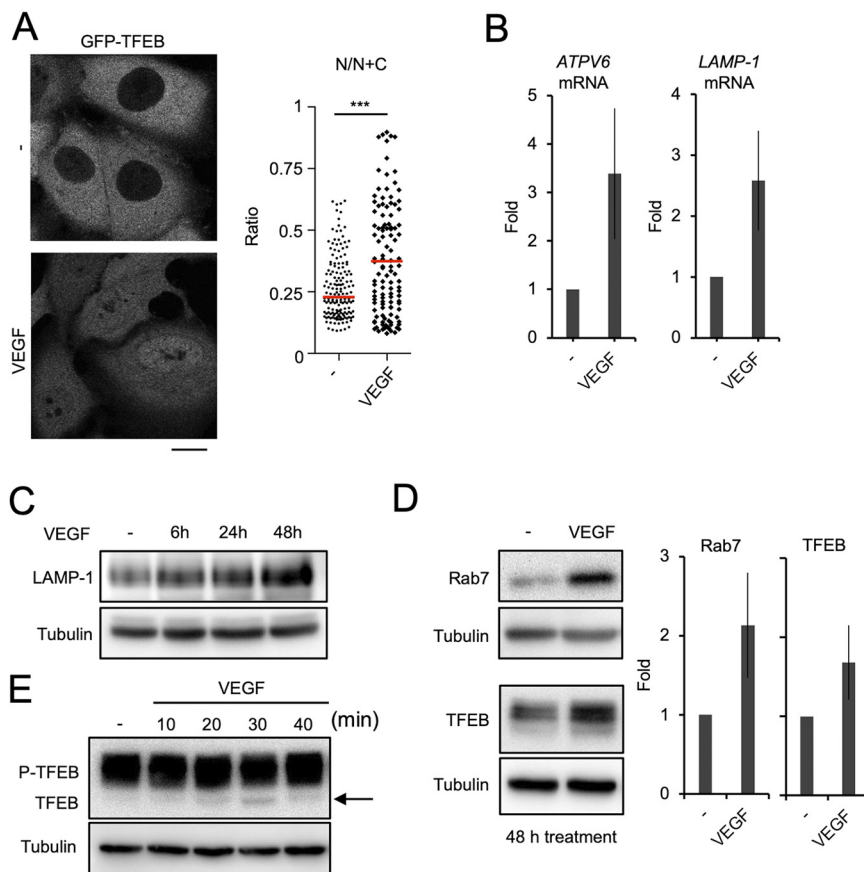 A
GFP-TFEB
-
VEGF
N/N+C
***
Ratio
1
0.75
0.5
0.25
0
-
VEGF
B
ATPV6
mRNA
Fold
5
4
3
2
1
0
-
VEGF
LAMP-1
mRNA
Fold
4
3
2
1
0
-
VEGF
C
VEGF - 6h 24h 48h
LAMP-1
Tubulin
D
- VEGF
Rab7
Tubulin
TFEB
Tubulin
48 h treatment
Rab7
TFEB
Fold
3
2
1
0
-
VEGF
-
VEGF
E
VEGF
- 10 20 30 40 (min)
P-TFEB
TFEB
Tubulin